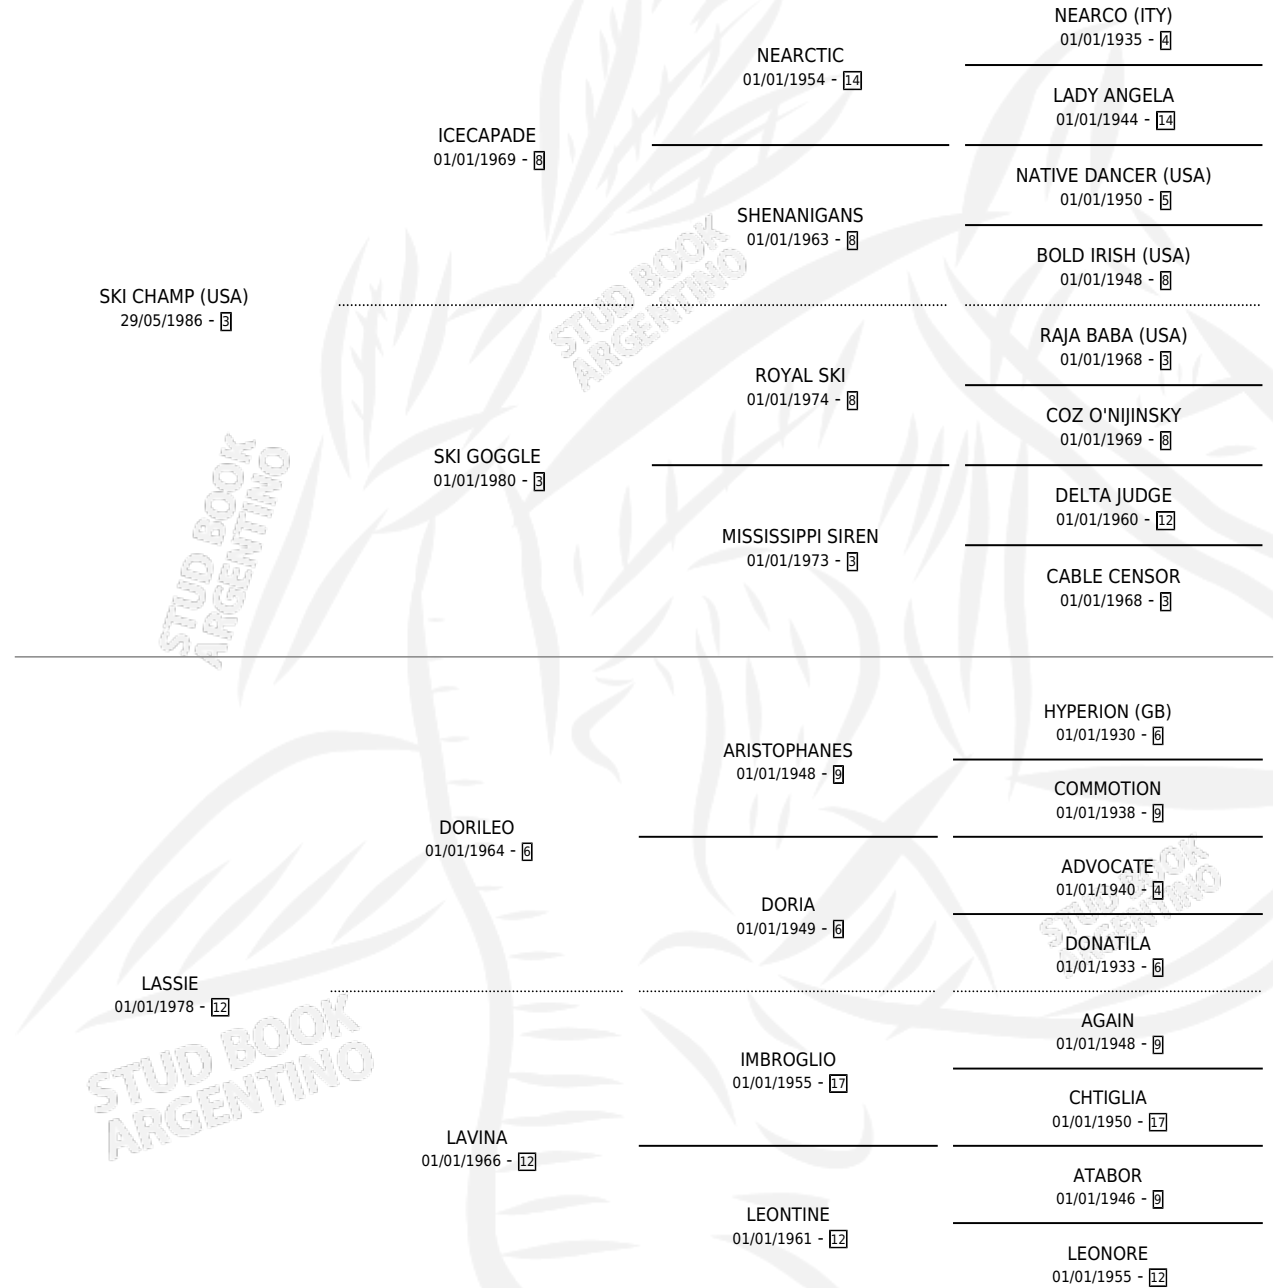 NEARCO (ITY)
01/01/1935 - 4
NEARCTIC
01/01/1954 - 14
LADY ANGELA
01/01/1944 - 14
ICECAPADE
01/01/1969 - 8
NATIVE DANCER (USA)
01/01/1950 - 5
SHENANIGANS
01/01/1963 - 8
BOLD IRISH (USA)
01/01/1948 - 8
SKI CHAMP (USA)
29/05/1986 - 3
RAJA BABA (USA)
01/01/1968 - 3
ROYAL SKI
01/01/1974 - 8
COZ O'NIJINSKY
01/01/1969 - 8
SKI GOGGLE
01/01/1980 - 3
DELTA JUDGE
01/01/1960 - 12
MISSISSIPPI SIREN
01/01/1973 - 3
CABLE CENSOR
01/01/1968 - 3
HYPERION (GB)
01/01/1930 - 6
ARISTOPHANES
01/01/1948 - 9
COMMOTION
01/01/1938 - 9
DORILEO
01/01/1964 - 6
ADVOCATE
01/01/1940 - 4
DORIA
01/01/1949 - 6
DONATILA
01/01/1933 - 6
LASSIE
01/01/1978 - 12
AGAIN
01/01/1948 - 9
IMBROGLIO
01/01/1955 - 17
CHTIGLIA
01/01/1950 - 17
LAVINA
01/01/1966 - 12
ATABOR
01/01/1946 - 9
LEONTINE
01/01/1961 - 12
LEONORE
01/01/1955 - 12
STUD BOOK
ARGENTINO
STUD BOOK
ARGENTINO
STUD BOOK
ARGENTINO
STUD BOOK
ARGENTINO